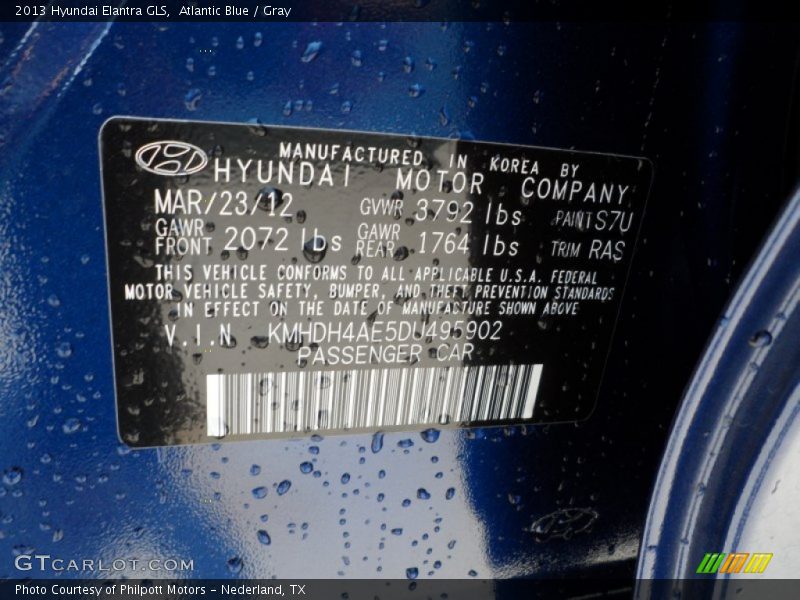 2013 Hyundai Elantra GLS,  Atlantic Blue / Gray
MANUFACTURED IN KOREA BY
HYUNDAI MOTOR COMPANY
MAR/23/12 GVWR 3792 lbs PAINT S7U
GAWR FRONT 2072 lbs GAWR REAR 1764 lbs TRIM RAS
THIS VEHICLE CONFORMS TO ALL APPLICABLE U.S.A. FEDERAL
MOTOR VEHICLE SAFETY, BUMPER, AND THEFT PREVENTION STANDARDS
IN EFFECT ON THE DATE OF MANUFACTURE SHOWN ABOVE
V.I.N KMHDH4AE5DU495902
PASSENGER CAR
GTCARLOT.COM
Photo Courtesy of Philpott Motors – Nederland, TX